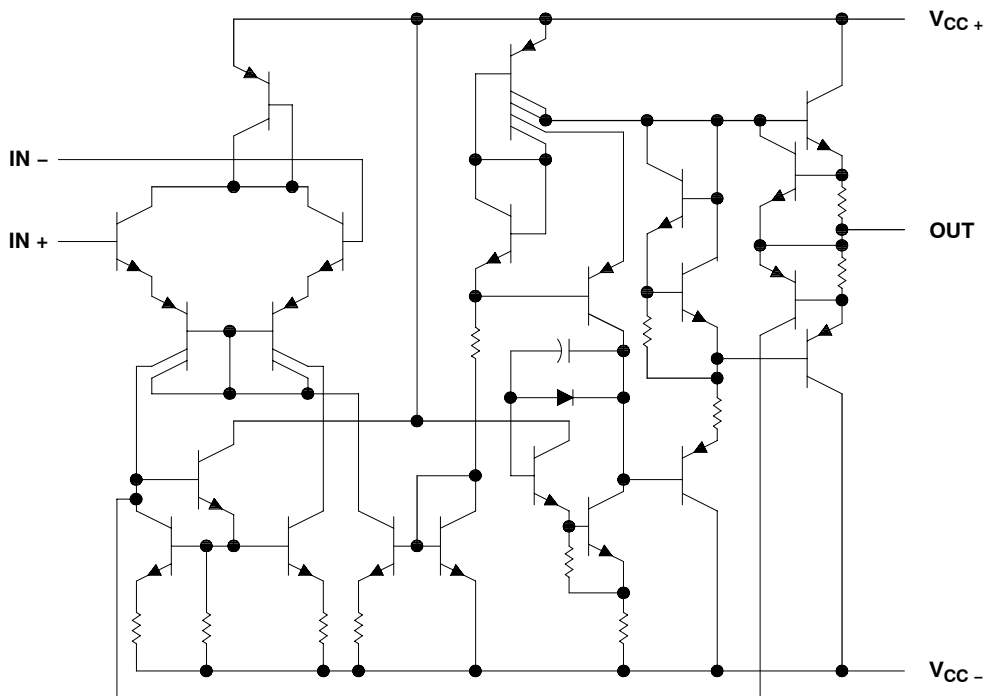 VCC +
IN −
IN +
OUT
VCC −